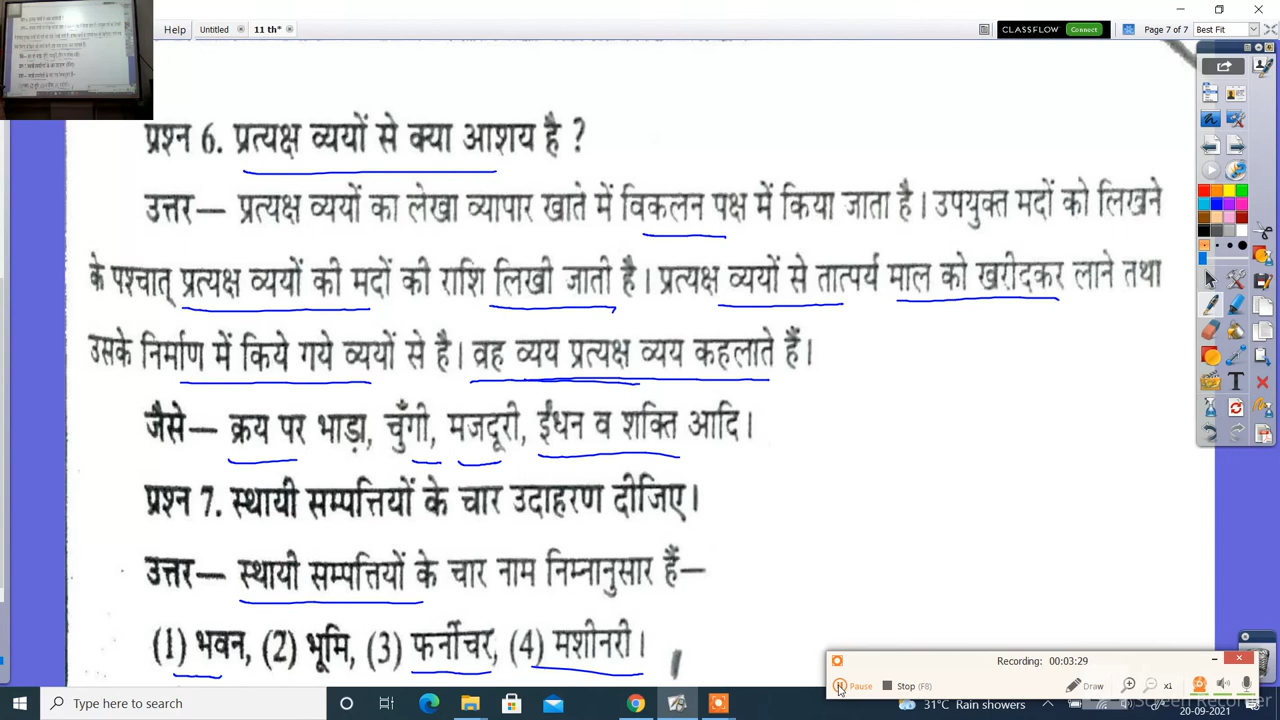 Help Untitled 11 th* CLASSFLOW Connect Page 7 of 7 Best Fit
प्रश्न 6. प्रत्यक्ष व्ययों से क्या आशय है ?
उत्तर— प्रत्यक्ष व्ययों का लेखा व्यापार खाते में विकलन पक्ष में किया जाता है। उपयुक्त मदों को लिखने
के पश्चात् प्रत्यक्ष व्ययों की मदों की राशि लिखी जाती है। प्रत्यक्ष व्ययों से तात्पर्य माल को खरीदकर लाने तथा
उसके निर्माण में किये गये व्ययों से है। व्रह व्यय प्रत्यक्ष व्यय कहलाते हैं।
जैसे— क्रय पर भाड़ा, चुँगी, मजदूरी, ईंधन व शक्ति आदि।
प्रश्न 7. स्थायी सम्पत्तियों के चार उदाहरण दीजिए।
उत्तर— स्थायी सम्पत्तियों के चार नाम निम्नानुसार हैं—
(1) भवन, (2) भूमि, (3) फर्नीचर, (4) मशीनरी।
Recording: 00:03:29
Pause Stop (F8) Draw x1
Type here to search
31°C Rain showers
20-09-2021